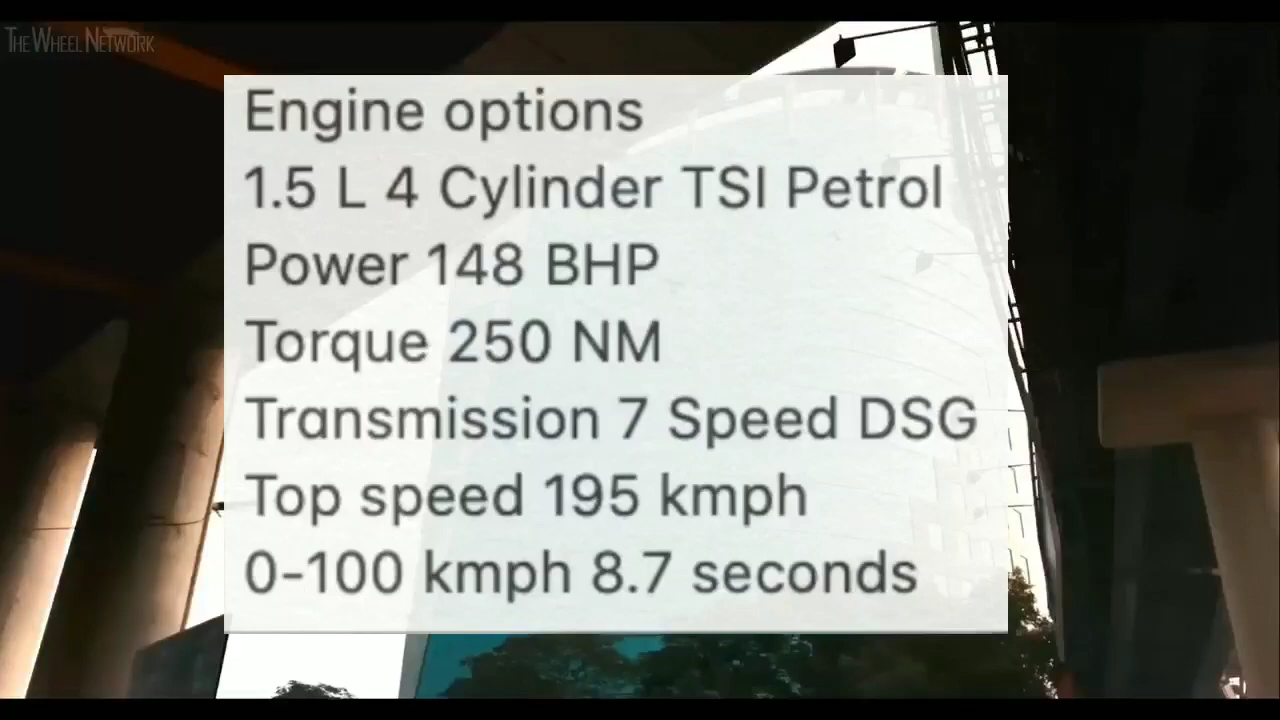 THE WHEEL NETWORK
Engine options
1.5 L 4 Cylinder TSI Petrol
Power 148 BHP
Torque 250 NM
Transmission 7 Speed DSG
Top speed 195 kmph
0-100 kmph 8.7 seconds